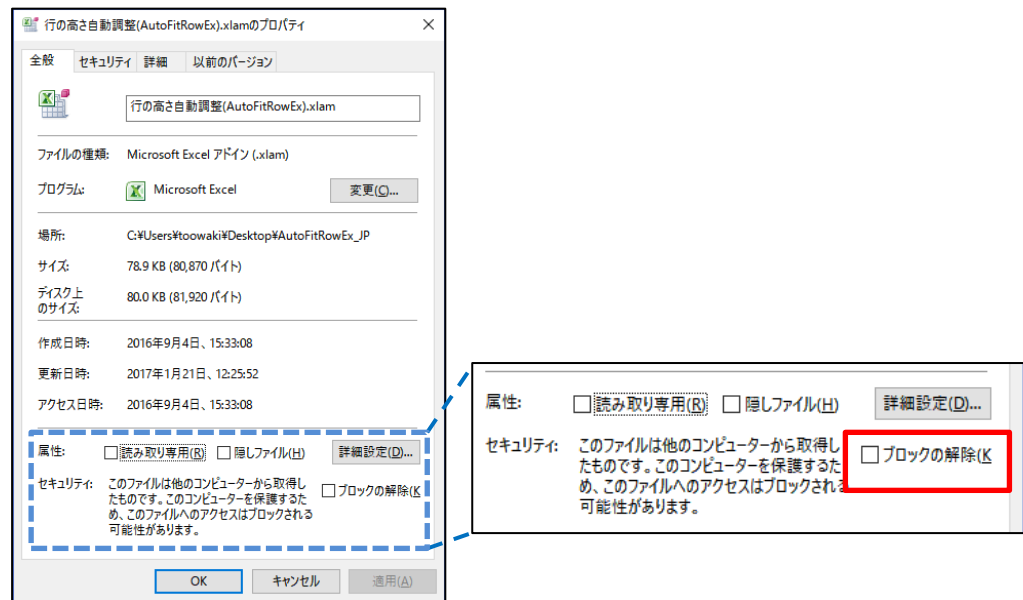 行の高さ自動調整(AutoFitRowEx).xlamのプロパティ
全般 セキュリティ 詳細 以前のバージョン
行の高さ自動調整(AutoFitRowEx).xlam
ファイルの種類: Microsoft Excel アドイン (.xlam)
プログラム: Microsoft Excel 変更(C)...
場所: C:¥Users¥toowaki¥Desktop¥AutoFitRowEx_JP
サイズ: 78.9 KB (80,870 バイト)
ディスク上
のサイズ: 80.0 KB (81,920 バイト)
作成日時: 2016年9月4日、15:33:08
更新日時: 2017年1月21日、12:25:52
アクセス日時: 2016年9月4日、15:33:08
属性: 読み取り専用(R) 隠しファイル(H) 詳細設定(D)...
セキュリティ: このファイルは他のコンピューターから取得し
たものです。このコンピューターを保護するた
め、このファイルへのアクセスはブロックされる
可能性があります。
ブロックの解除(K
OK キャンセル 適用(A)
属性: 読み取り専用(R) 隠しファイル(H) 詳細設定(D)...
セキュリティ: このファイルは他のコンピューターから取得し
たものです。このコンピューターを保護するた
め、このファイルへのアクセスはブロックされる
可能性があります。
ブロックの解除(K